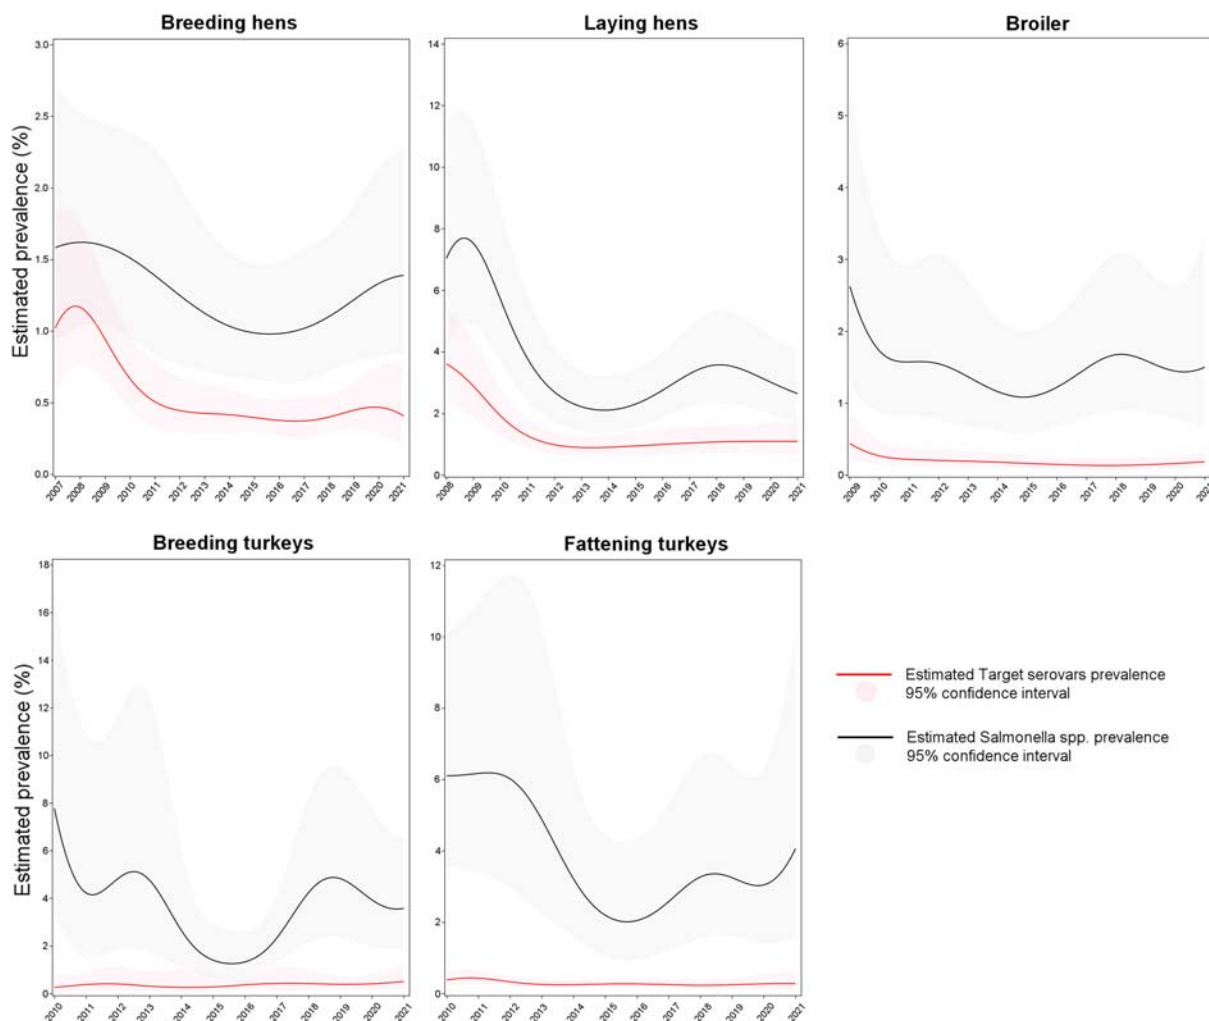 Breeding hens
Estimated prevalence (%)
3.0
2.5
2.0
1.5
1.0
0.5
0.0
2007 2008 2009 2010 2011 2012 2013 2014 2015 2016 2017 2018 2019 2020 2021
Laying hens
14
12
10
8
6
4
2
0
2008 2009 2010 2011 2012 2013 2014 2015 2016 2017 2018 2019 2020 2021
Broiler
6
5
4
3
2
1
0
2009 2010 2011 2012 2013 2014 2015 2016 2017 2018 2019 2020 2021
Breeding turkeys
Estimated prevalence (%)
18
16
14
12
10
8
6
4
2
0
2010 2011 2012 2013 2014 2015 2016 2017 2018 2019 2020 2021
Fattening turkeys
12
10
8
6
4
2
0
2010 2011 2012 2013 2014 2015 2016 2017 2018 2019 2020 2021
Estimated Target serovars prevalence
95% confidence interval
Estimated Salmonella spp. prevalence
95% confidence interval